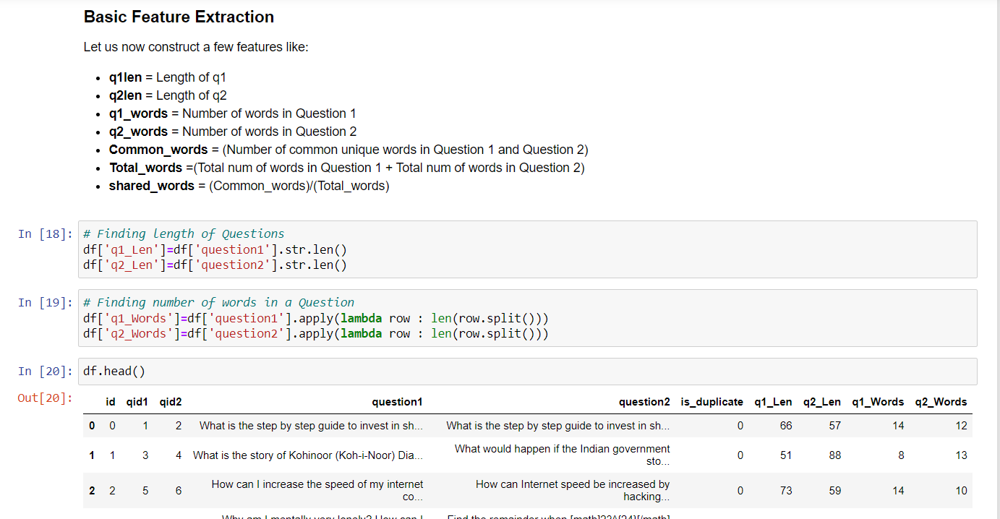 Basic Feature Extraction
Let us now construct a few features like:
• q1len = Length of q1
• q2len = Length of q2
• q1_words = Number of words in Question 1
• q2_words = Number of words in Question 2
• Common_words = (Number of common unique words in Question 1 and Question 2)
• Total_words =(Total num of words in Question 1 + Total num of words in Question 2)
• shared_words = (Common_words)/(Total_words)
In [18]: # Finding length of Questions
df['q1_Len']=df['question1'].str.len()
df['q2_Len']=df['question2'].str.len()
In [19]: # Finding number of words in a Question
df['q1_Words']=df['question1'].apply(lambda row : len(row.split()))
df['q2_Words']=df['question2'].apply(lambda row : len(row.split()))
In [20]: df.head()
Out[20]:
id qid1 qid2 question1 question2 is_duplicate q1_Len q2_Len q1_Words q2_Words
0 0 1 2 What is the step by step guide to invest in sh... What is the step by step guide to invest in sh... 0 66 57 14 12
1 1 3 4 What is the story of Kohinoor (Koh-i-Noor) Dia... What would happen if the Indian government sto... 0 51 88 8 13
2 2 5 6 How can I increase the speed of my internet co... How can Internet speed be increased by hacking... 0 73 59 14 10
Why am I mentally very lonely? How can I Find the remainder when [math]23^{24}[/math]